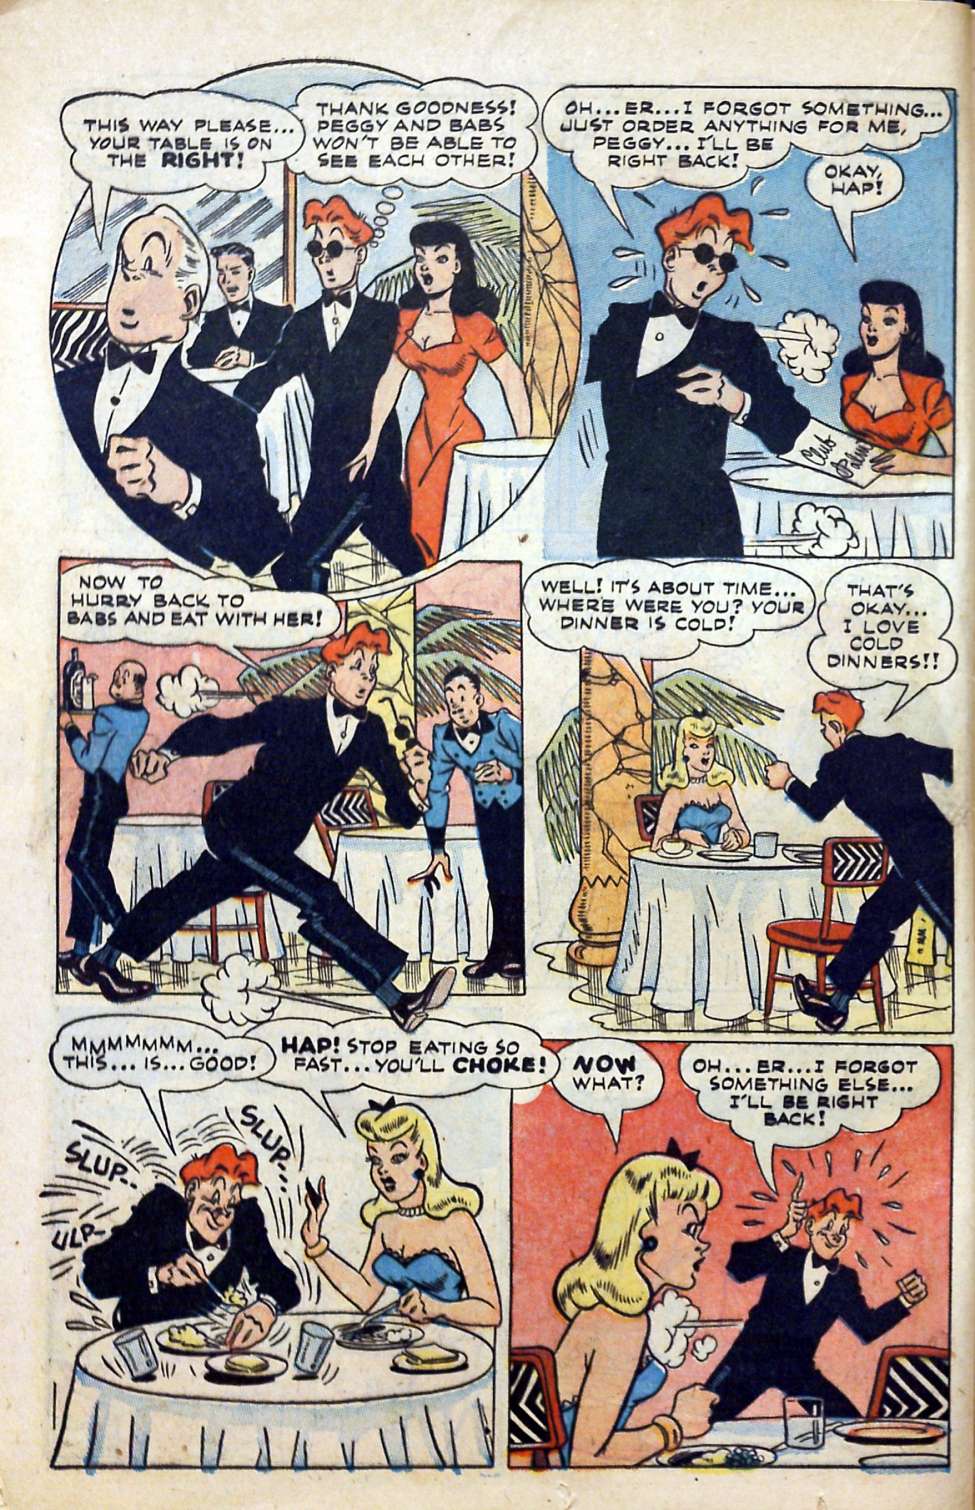 THIS WAY PLEASE...
YOUR TABLE IS ON
THE RIGHT!
THANK GOODNESS!
PEGGY AND BABS
WON'T BE ABLE TO
SEE EACH OTHER!
OH...ER...I FORGOT SOMETHING...
JUST ORDER ANYTHING FOR ME,
PEGGY...I'LL BE
RIGHT BACK!
OKAY,
HAP!
Club
NOW TO
HURRY BACK TO
BABS AND EAT WITH HER!
WELL! IT'S ABOUT TIME...
WHERE WERE YOU? YOUR
DINNER IS COLD!
THAT'S
OKAY...
I LOVE
COLD
DINNERS!!
MMMMMMM...
THIS...IS...GOOD!
HAP! STOP EATING SO
FAST...YOU'LL CHOKE!
SLUP..
SLUP..
ULP-
NOW
WHAT?
OH...ER...I FORGOT
SOMETHING ELSE...
I'LL BE RIGHT
BACK!